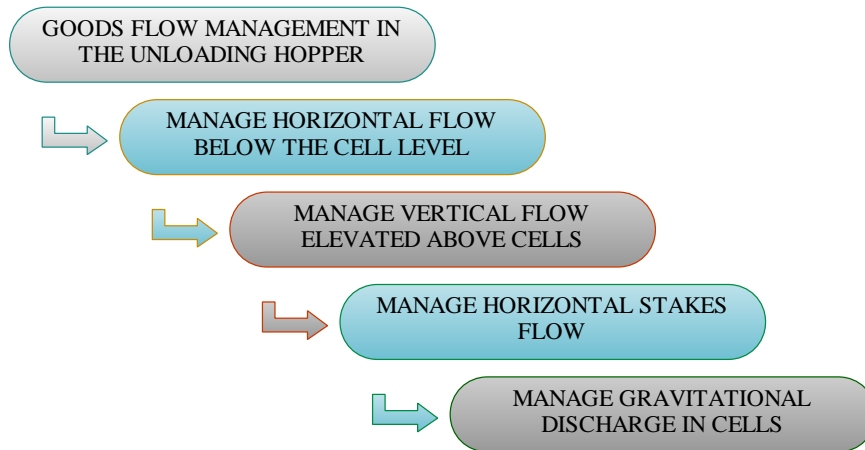 GOODS FLOW MANAGEMENT IN
THE UNLOADING HOPPER
MANAGE HORIZONTAL FLOW
BELOW THE CELL LEVEL
MANAGE VERTICAL FLOW
ELEVATED ABOVE CELLS
MANAGE HORIZONTAL STAKES
FLOW
MANAGE GRAVITATIONAL
DISCHARGE IN CELLS